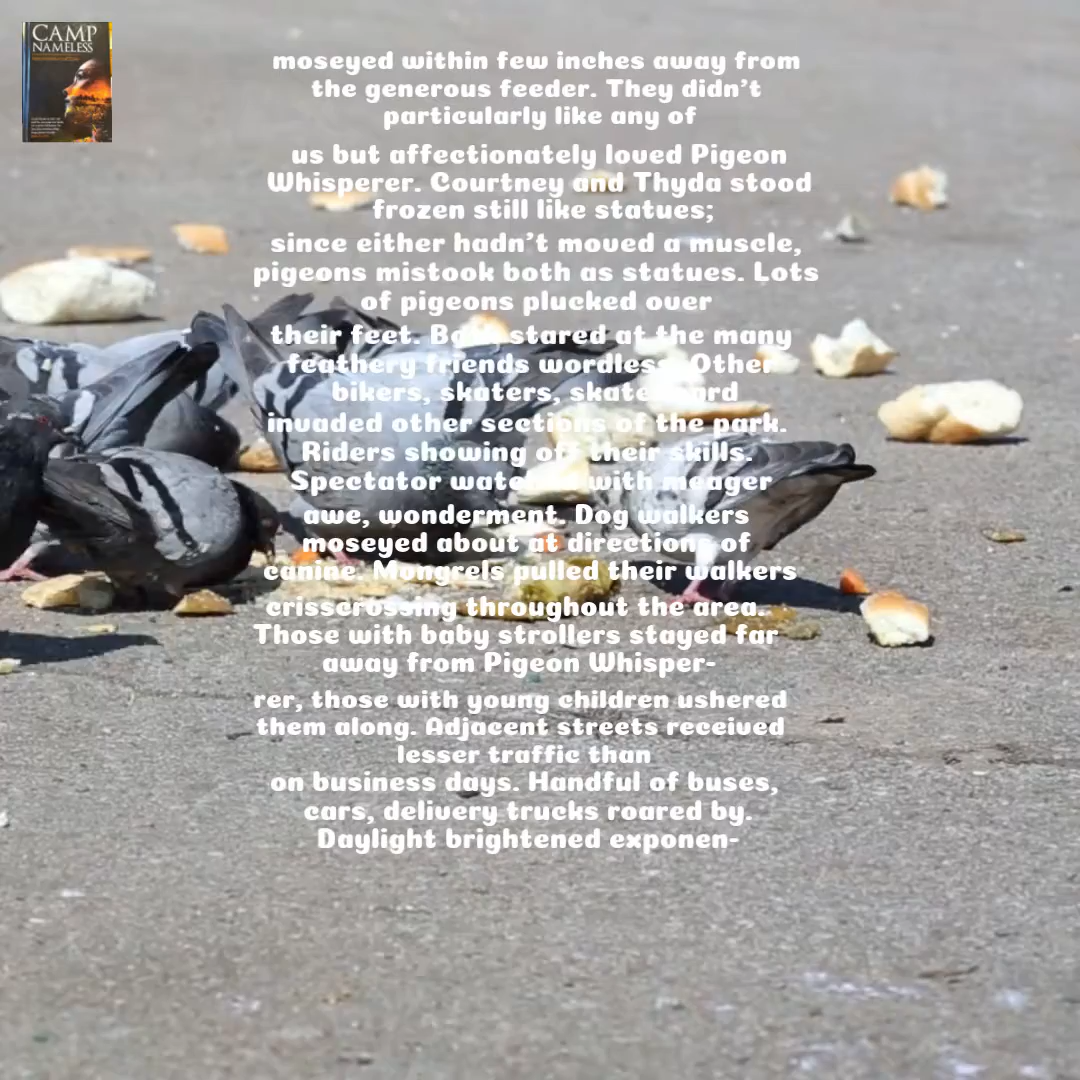 CAMP
NAMELESS
moseyed within few inches away from
the generous feeder. They didn't
particularly like any of
us but affectionately loved Pigeon
Whisperer. Courtney and Thyda stood
frozen still like statues;
since either hadn't moved a muscle,
pigeons mistook both as statues. Lots
of pigeons plucked over
their feet. Both stared at the many
feathery friends wordless. Other
bikers, skaters, skateboard
invaded other sections of the park.
Riders showing off their skills.
Spectator watched with meager
awe, wonderment. Dog walkers
moseyed about at directions of
canine. Mongrels pulled their walkers
crisscrossing throughout the area.
Those with baby strollers stayed far
away from Pigeon Whisper-
rer, those with young children ushered
them along. Adjacent streets received
lesser traffic than
on business days. Handful of buses,
cars, delivery trucks roared by.
Daylight brightened exponen-